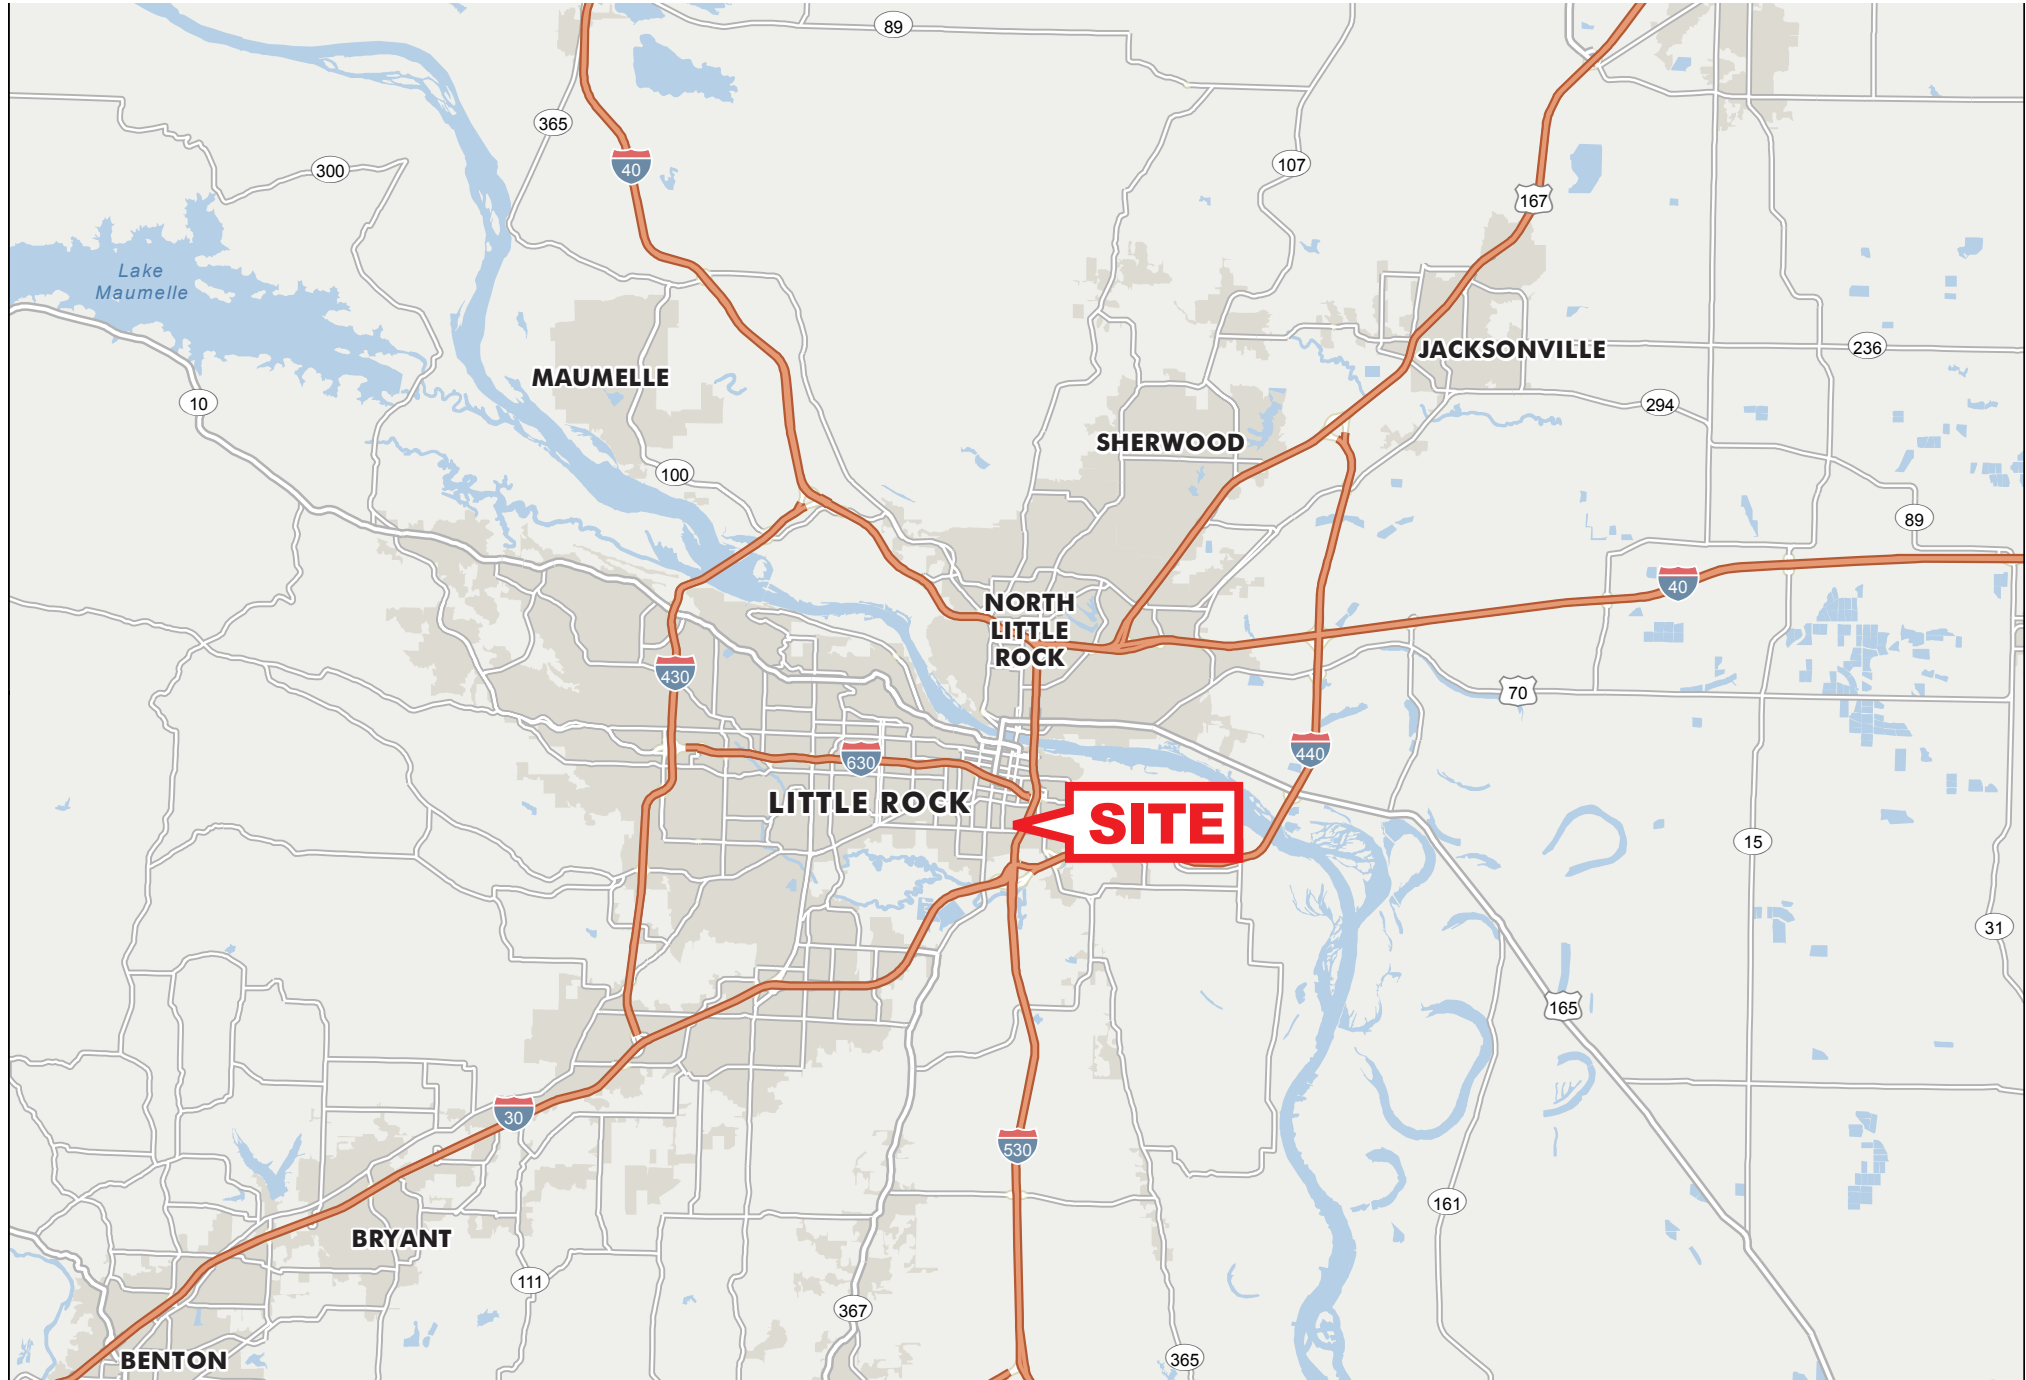 89
365
300
40
107
167
Lake
Maumelle
JACKSONVILLE
236
MAUMELLE
10
294
SHERWOOD
100
89
40
NORTH
LITTLE
ROCK
430
70
630
440
LITTLE ROCK
SITE
15
31
165
30
530
161
BRYANT
111
367
365
BENTON